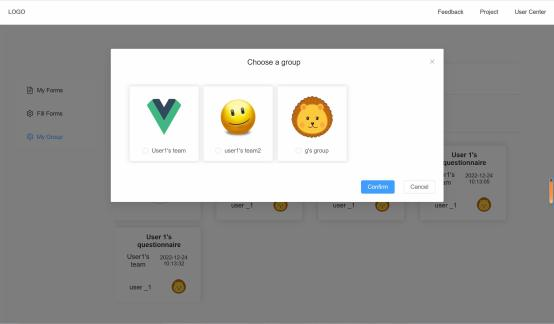 LOGO
Feedback
Project
User Center
Choose a group
×
My Forms
Fill Forms
My Group
User1's team
user1's team2
g's group
Confirm
Cancel
User 1's
questionnaire
2022-12-24
10:13:05
user _1
user _1
user _1
user _1
User 1's
questionnaire
User1's
team
2022-12-24
10:13:32
user _1